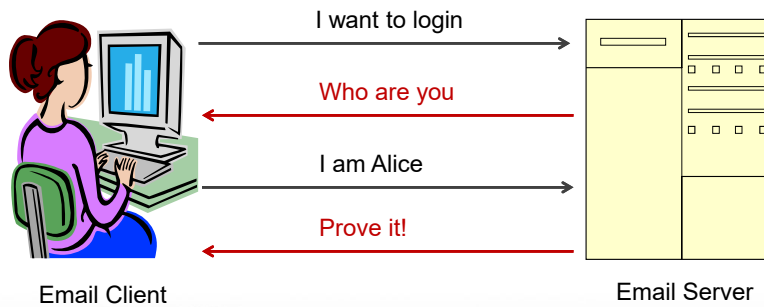 I want to login
Who are you
I am Alice
Prove it!
Email Client
Email Server